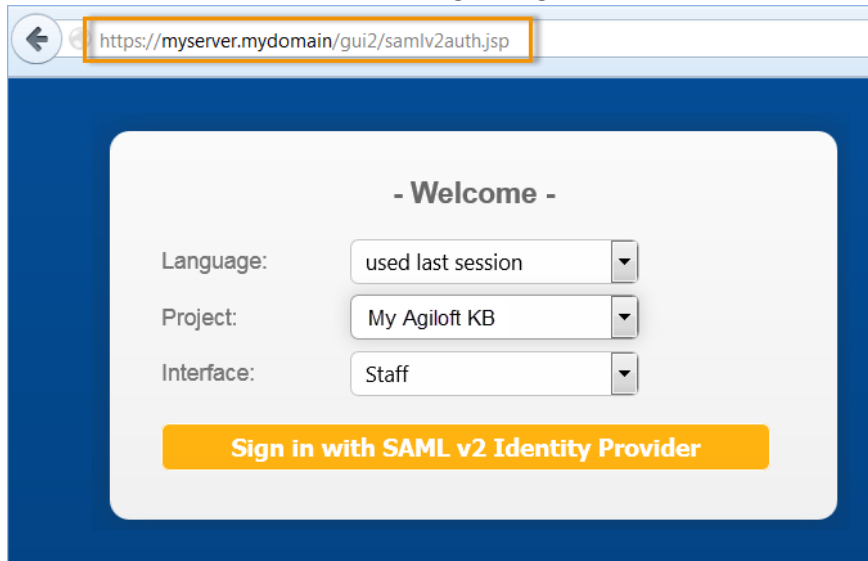 https://myserver.mydomain/gui2/samlv2auth.jsp
- Welcome -
Language: used last session
Project: My Agiloft KB
Interface: Staff
Sign in with SAML v2 Identity Provider